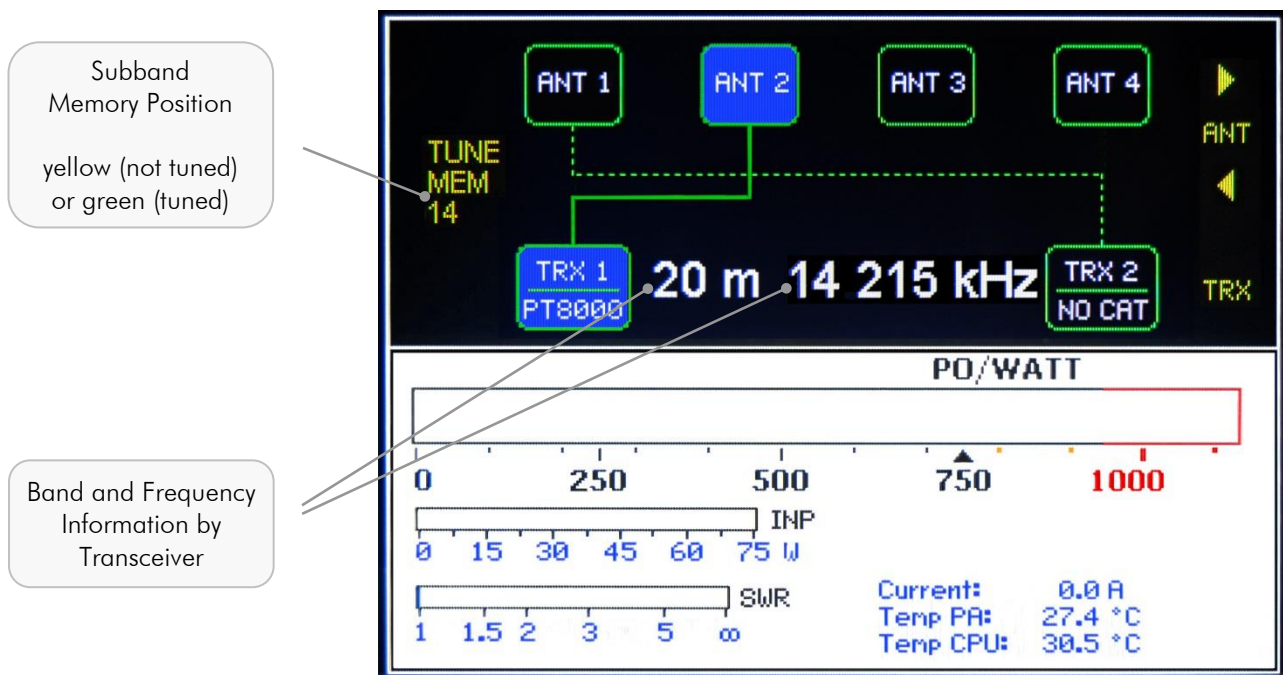 Subband
Memory Position
yellow (not tuned)
or green (tuned)
ANT 1
ANT 2
ANT 3
ANT 4
ANT
TUNE
MEM
14
TRX 1
PT8000
20 m
14 215 kHz
TRX 2
NO CAT
TRX
Band and Frequency
Information by
Transceiver
PO/WATT
0 250 500 750 1000
INP
0 15 30 45 60 75 W
SWR
1 1.5 2 3 5 ∞
Current: 0.0 A
Temp PA: 27.4 °C
Temp CPU: 30.5 °C